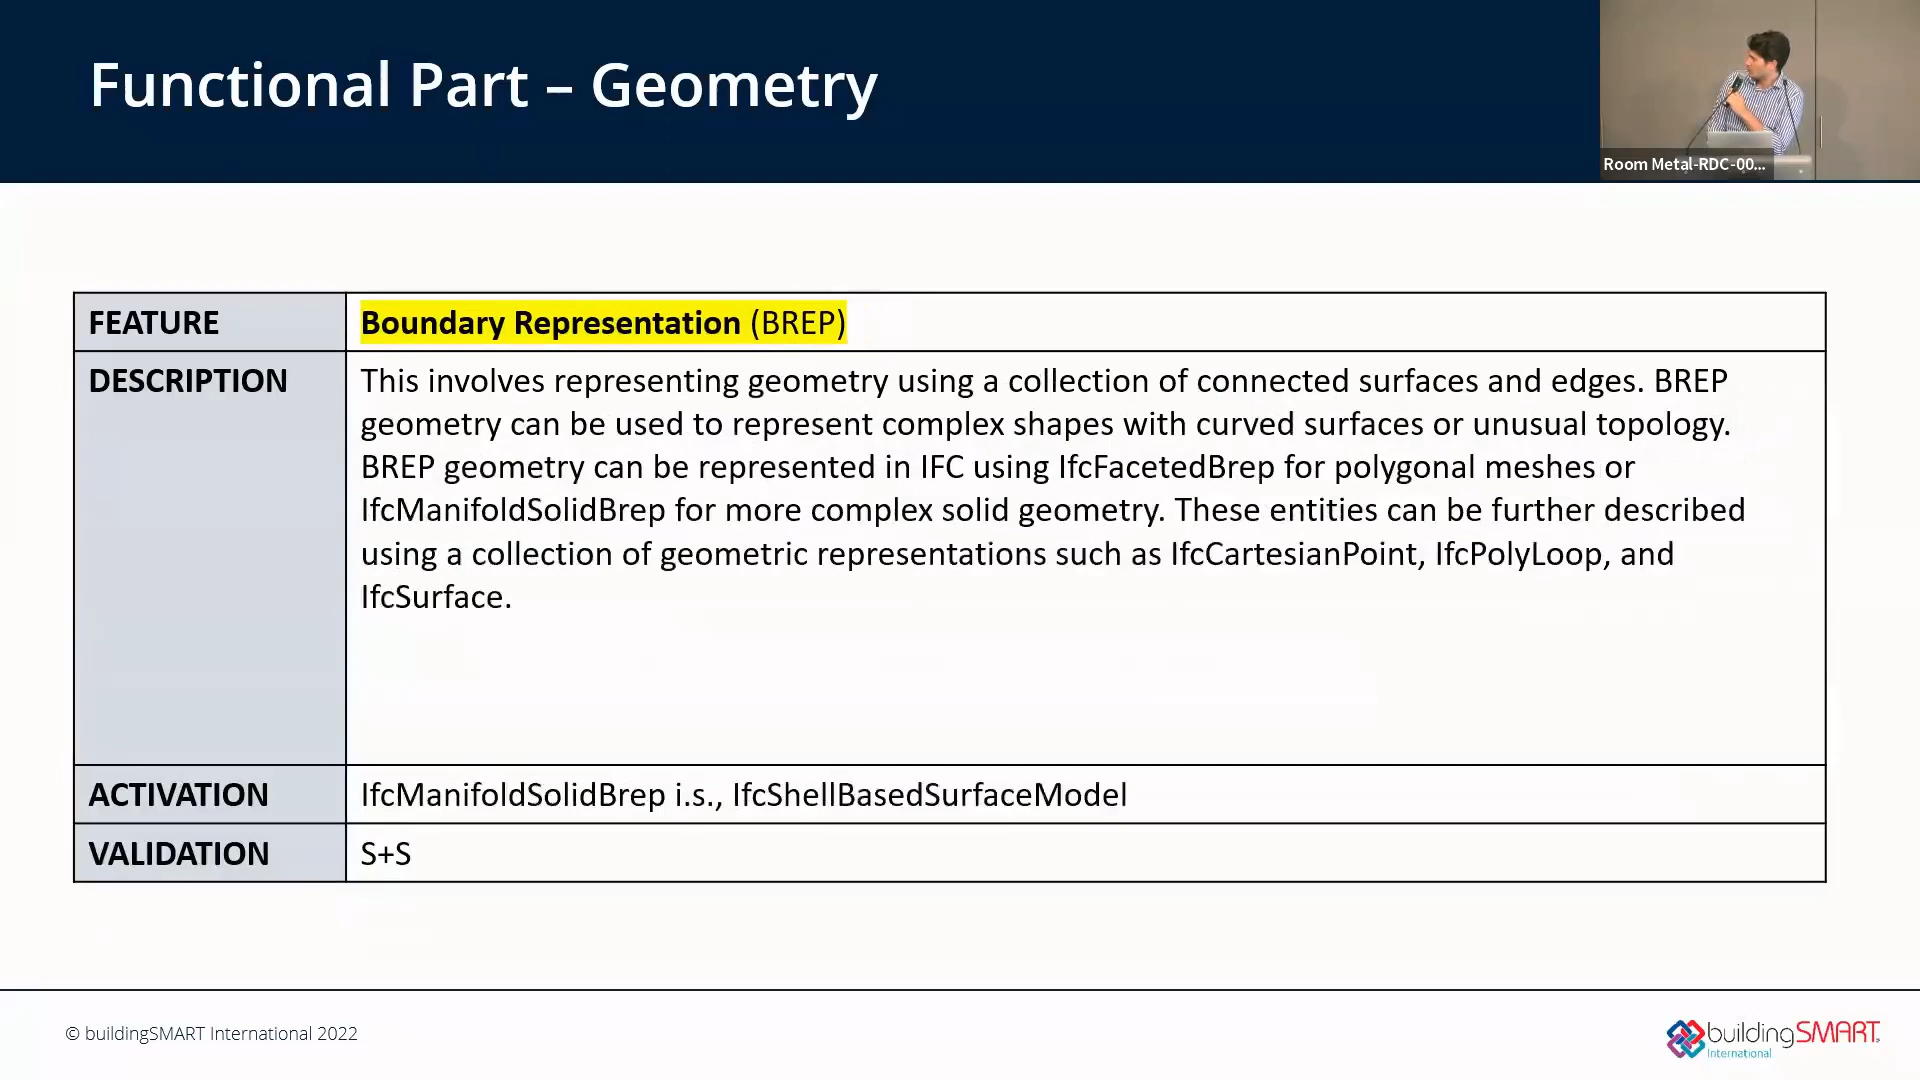 Functional Part – Geometry
Room Metal-RDC-00...
FEATURE
Boundary Representation (BREP)
DESCRIPTION
This involves representing geometry using a collection of connected surfaces and edges. BREP
geometry can be used to represent complex shapes with curved surfaces or unusual topology.
BREP geometry can be represented in IFC using IfcFacetedBrep for polygonal meshes or
IfcManifoldSolidBrep for more complex solid geometry. These entities can be further described
using a collection of geometric representations such as IfcCartesianPoint, IfcPolyLoop, and
IfcSurface.
ACTIVATION
IfcManifoldSolidBrep i.s., IfcShellBasedSurfaceModel
VALIDATION
S+S
© buildingSMART International 2022
buildingSMART
International